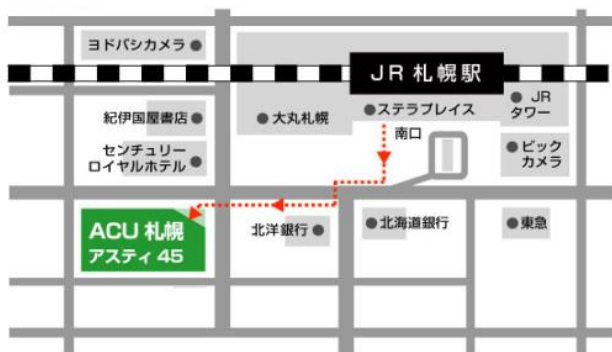 ヨドバシカメラ
JR 札幌駅
紀伊国屋書店
大丸札幌
ステラプレイス
JR
タワー
南口
センチュリー
ロイヤルホテル
ビック
カメラ
ACU 札幌
アスティ 45
北洋銀行
北海道銀行
東急